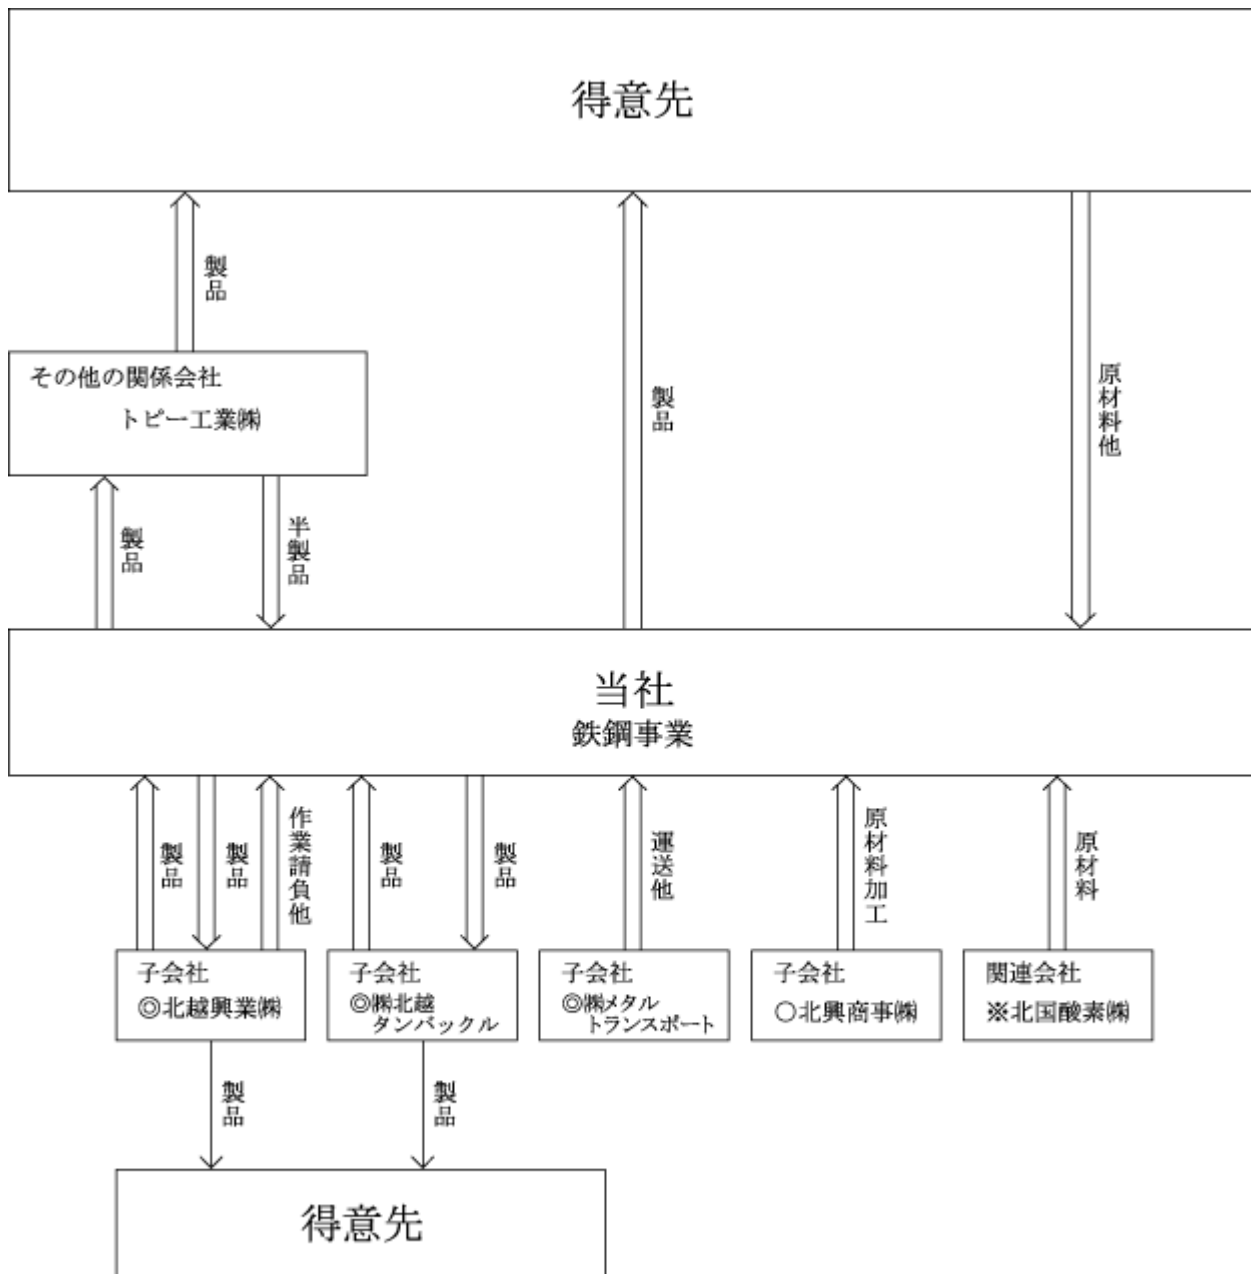 得意先
製品
その他の関係会社
トピー工業㈱
製品
原材料他
製品
半製品
当社
鉄鋼事業
製品
製品
作業請負他
製品
製品
運送他
原材料加工
原材料
子会社
◎北越興業㈱
子会社
◎㈱北越
タンバックル
子会社
◎㈱メタル
トランスポート
子会社
○北興商事㈱
関連会社
※北国酸素㈱
製品
製品
得意先